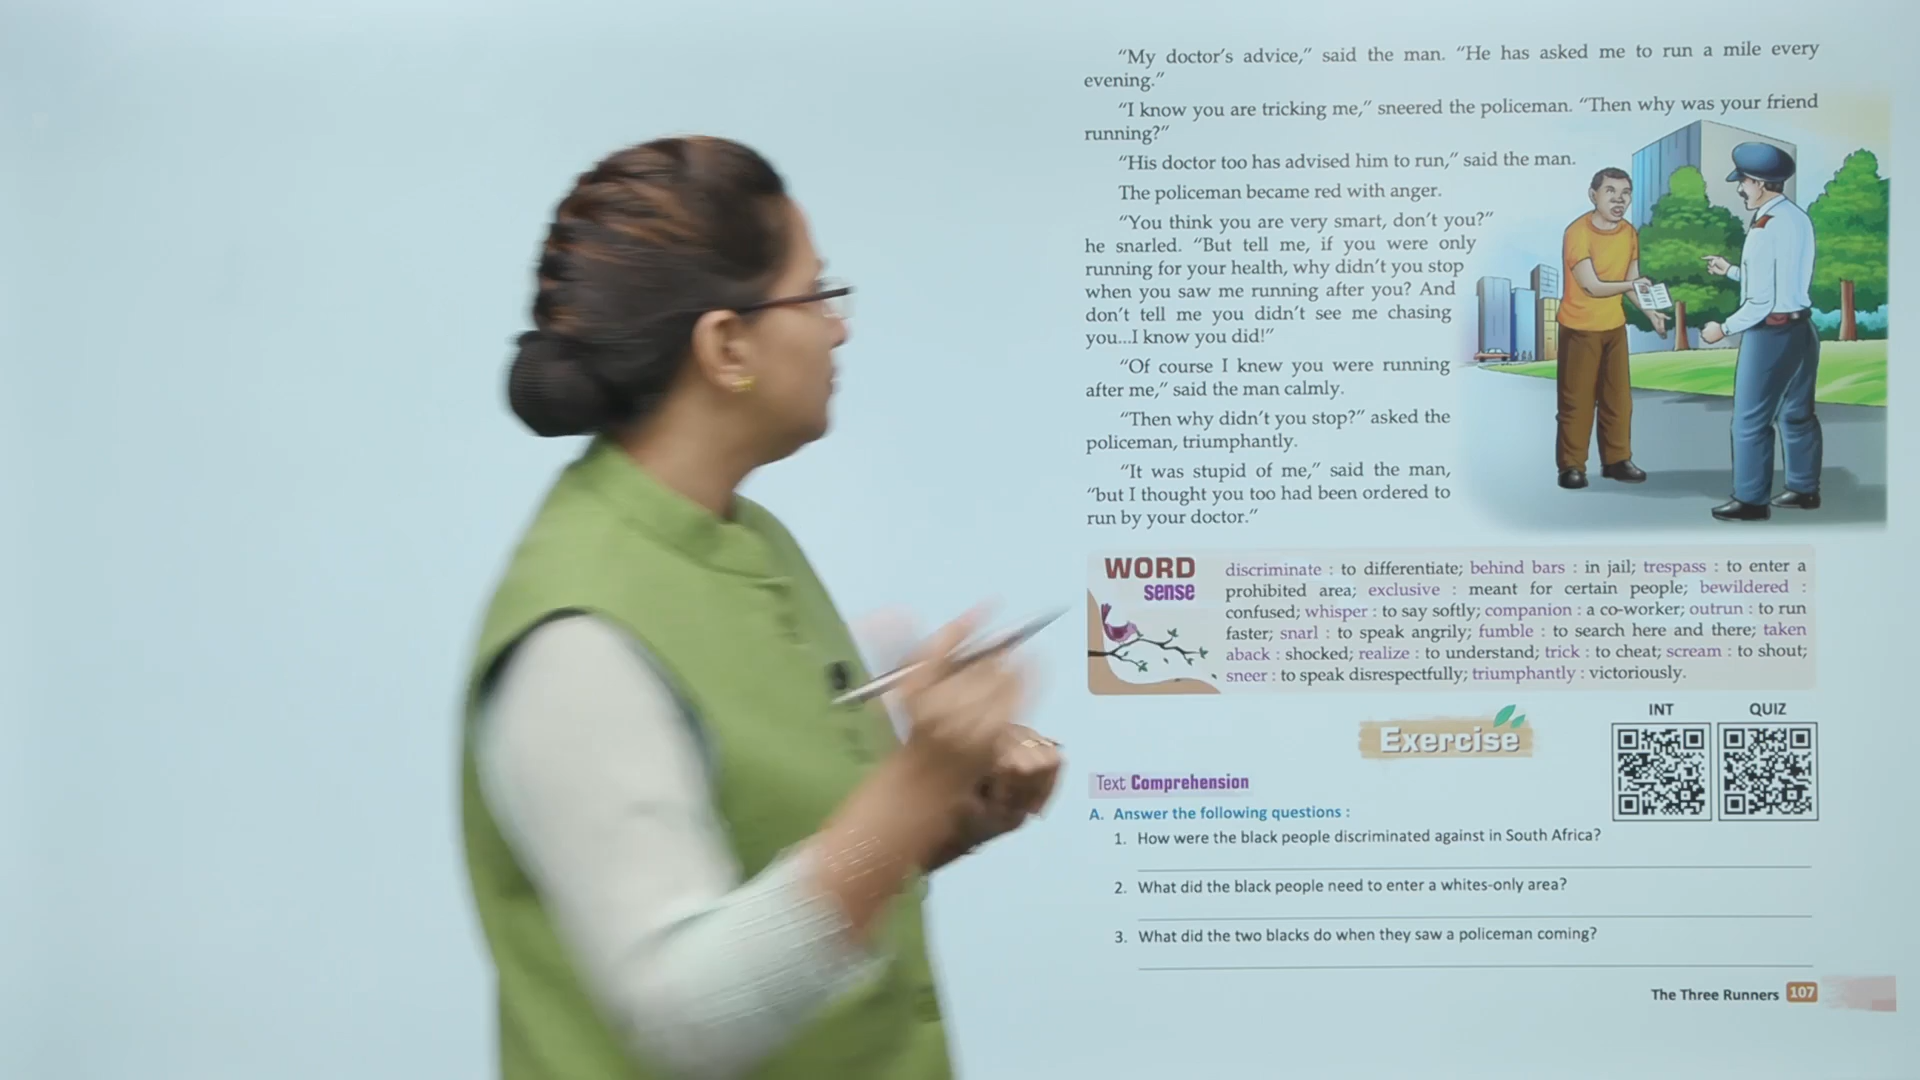 “My doctor’s advice,” said the man. “He has asked me to run a mile every
evening.”
“I know you are tricking me,” sneered the policeman. “Then why was your friend
running?”
“His doctor too has advised him to run,” said the man.
The policeman became red with anger.
“You think you are very smart, don’t you?”
he snarled. “But tell me, if you were only
running for your health, why didn’t you stop
when you saw me running after you? And
don’t tell me you didn’t see me chasing
you...I know you did!”
“Of course I knew you were running
after me,” said the man calmly.
“Then why didn’t you stop?” asked the
policeman, triumphantly.
“It was stupid of me,” said the man,
“but I thought you too had been ordered to
run by your doctor.”
WORD
sense
discriminate : to differentiate; behind bars : in jail; trespass : to enter a
prohibited area; exclusive : meant for certain people; bewildered :
confused; whisper : to say softly; companion : a co-worker; outrun : to run
faster; snarl : to speak angrily; fumble : to search here and there; taken
aback : shocked; realize : to understand; trick : to cheat; scream : to shout;
sneer : to speak disrespectfully; triumphantly : victoriously.
INT
QUIZ
Exercise
Text Comprehension
A. Answer the following questions :
1. How were the black people discriminated against in South Africa?
2. What did the black people need to enter a whites-only area?
3. What did the two blacks do when they saw a policeman coming?
The Three Runners 107